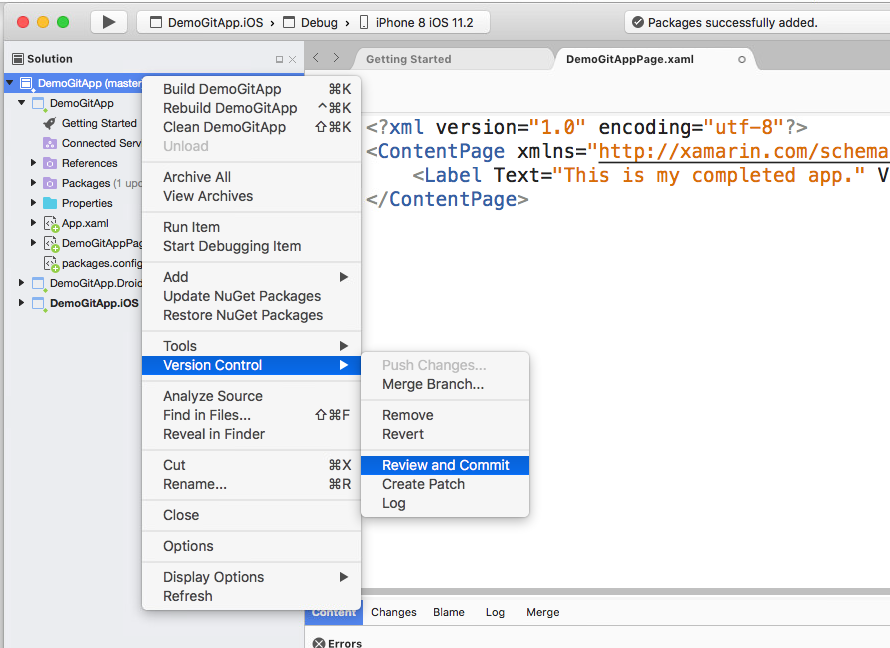 DemoGitApp.iOS › Debug › iPhone 8 iOS 11.2
Packages successfully added.
Solution
Getting Started
DemoGitAppPage.xaml
DemoGitApp (master
DemoGitApp
Getting Started
Connected Serv
References
Packages (1 upd
Properties
App.xaml
DemoGitAppPag
packages.config
DemoGitApp.Droid
DemoGitApp.iOS
Build DemoGitApp ⌘K
Rebuild DemoGitApp ^⌘K
Clean DemoGitApp ⇧⌘K
Unload
Archive All
View Archives
Run Item
Start Debugging Item
Add
Update NuGet Packages
Restore NuGet Packages
Tools
Version Control
Analyze Source
Find in Files... ⇧⌘F
Reveal in Finder
Cut ⌘X
Rename... ⌘R
Close
Options
Display Options
Refresh
Push Changes...
Merge Branch...
Remove
Revert
Review and Commit
Create Patch
Log
<?xml version="1.0" encoding="utf-8"?>
<ContentPage xmlns="http://xamarin.com/schema
<Label Text="This is my completed app." V
</ContentPage>
Content Changes Blame Log Merge
Errors